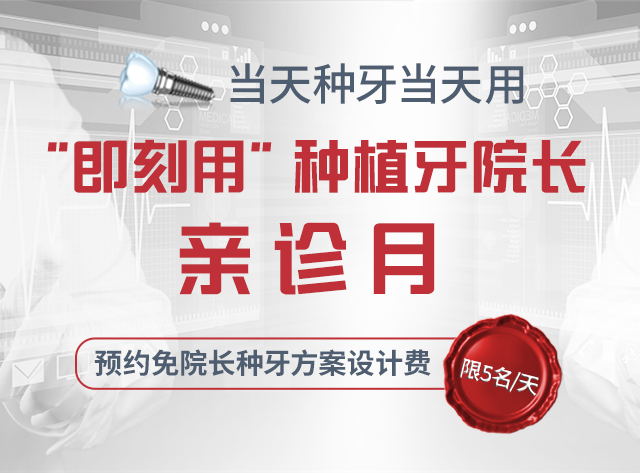 当天种牙当天用
"即刻用"种植牙院长
亲诊月
预约免院长种牙方案设计费
限5名/天